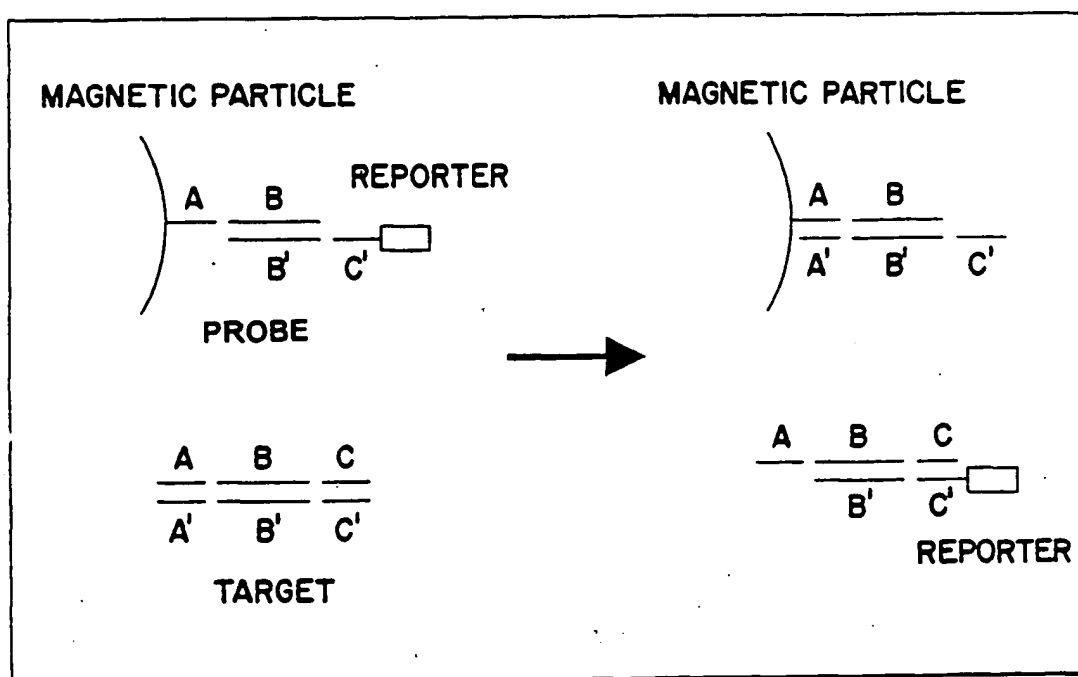 MAGNETIC PARTICLE
A B REPORTER
B' C'
PROBE
A B C
A' B' C'
TARGET
MAGNETIC PARTICLE
A B
A' B' C'
A B C
B' C'
REPORTER